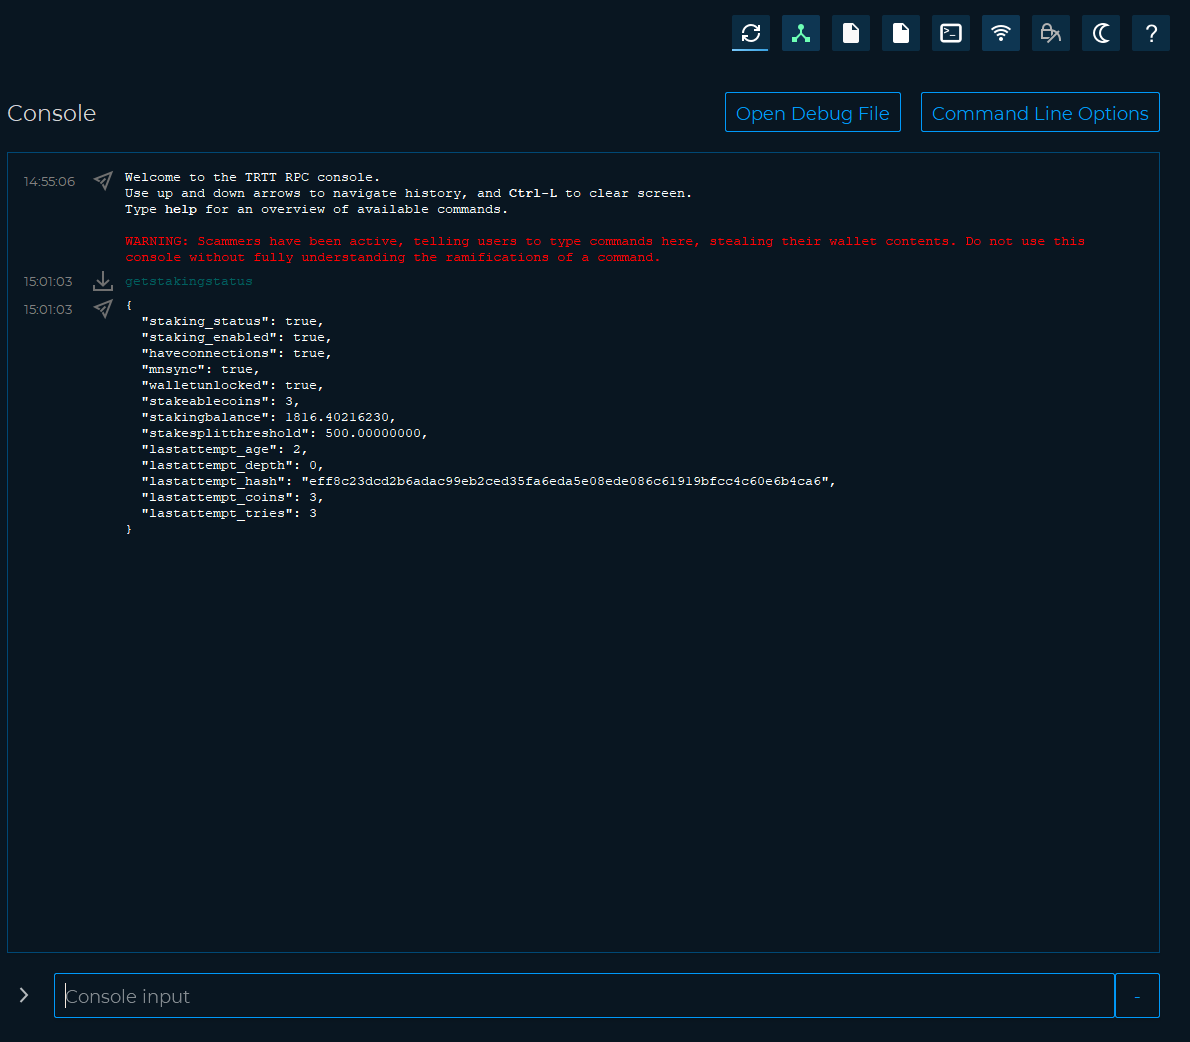 ?
Console
Open Debug File
Command Line Options
14:55:06
Welcome to the TRTT RPC console.
Use up and down arrows to navigate history, and Ctrl-L to clear screen.
Type help for an overview of available commands.
WARNING: Scammers have been active, telling users to type commands here, stealing their wallet contents. Do not use this
console without fully understanding the ramifications of a command.
15:01:03
getstakingstatus
15:01:03
{
"staking_status": true,
"staking_enabled": true,
"haveconnections": true,
"mnsync": true,
"walletunlocked": true,
"stakeablecoins": 3,
"stakingbalance": 1816.40216230,
"stakesplitthreshold": 500.00000000,
"lastattempt_age": 2,
"lastattempt_depth": 0,
"lastattempt_hash": "eff8c23dcd2b6adac99eb2ced35fa6eda5e08ede086c61919bfcc4c60e6b4ca6",
"lastattempt_coins": 3,
"lastattempt_tries": 3
}
Console input
-